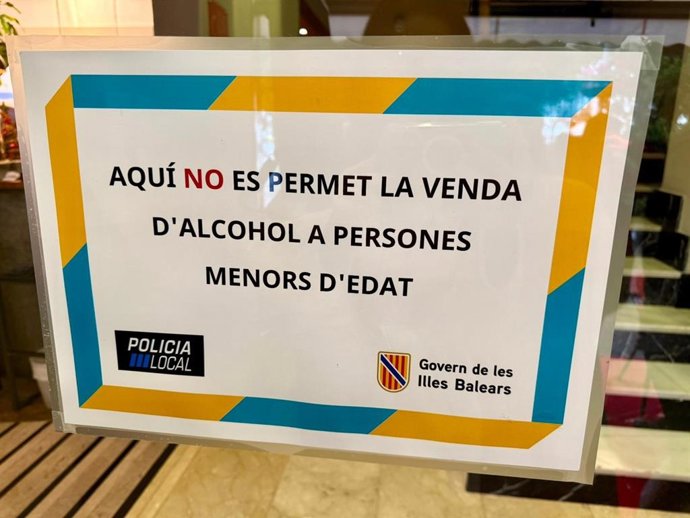 AQUÍ NO ES PERMET LA VENDA
D'ALCOHOL A PERSONES
MENORS D'EDAT
POLICIA
LOCAL
Govern de les
Illes Balears